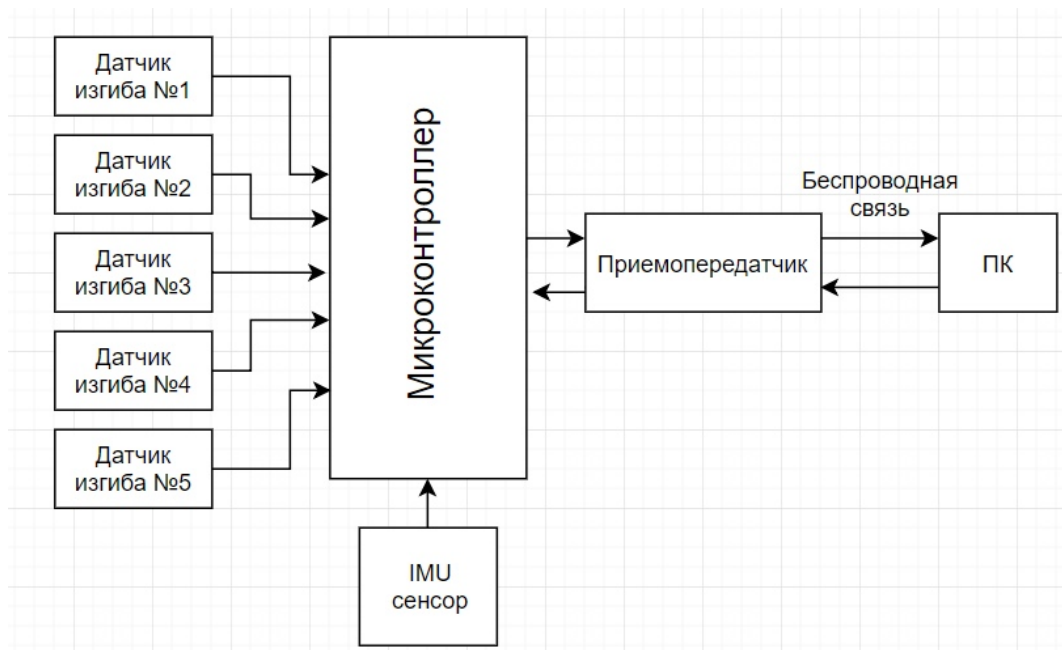 Датчик
изгиба №1
Датчик
изгиба №2
Датчик
изгиба №3
Датчик
изгиба №4
Датчик
изгиба №5
Микроконтроллер
IMU
сенсор
Приемопередатчик
Беспроводная
связь
ПК